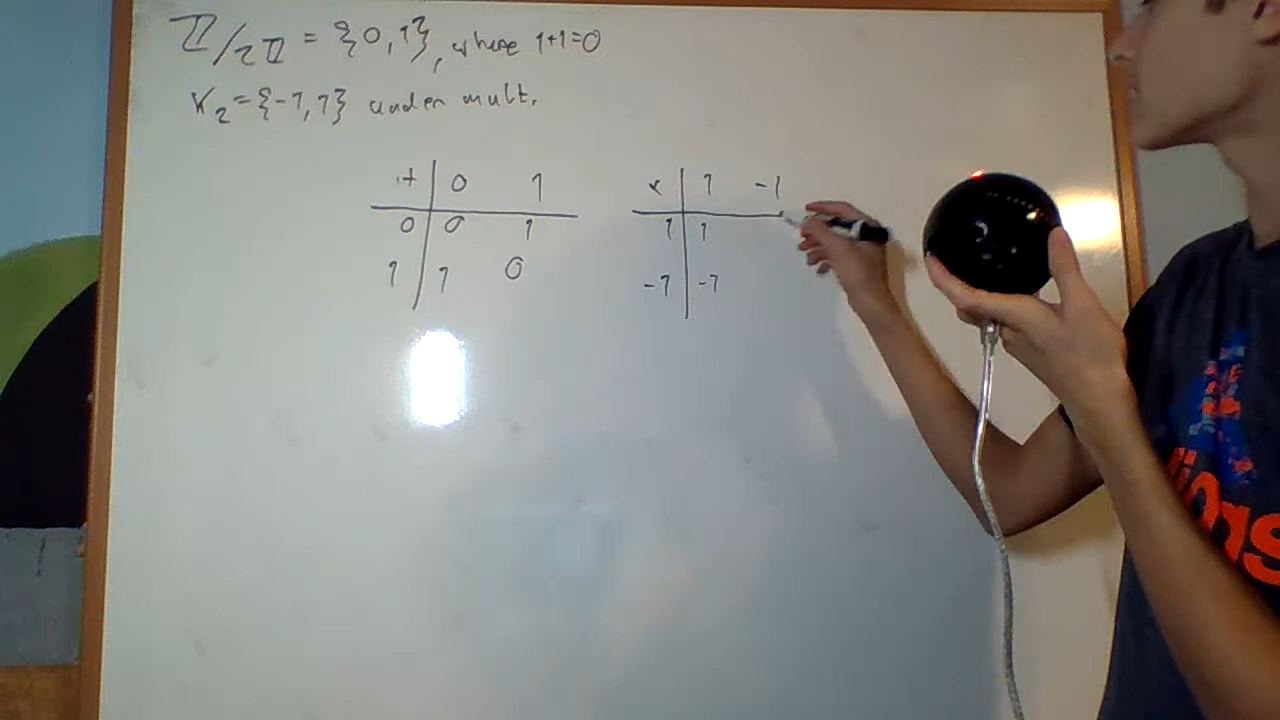 ℤ/2ℤ = {0,1}, where 1+1=0
K₂={-1,1} under mult.
+ | 0 1
0 | 0 1
1 | 1 0
x | 1 -1
1 | 1
-1 | -1